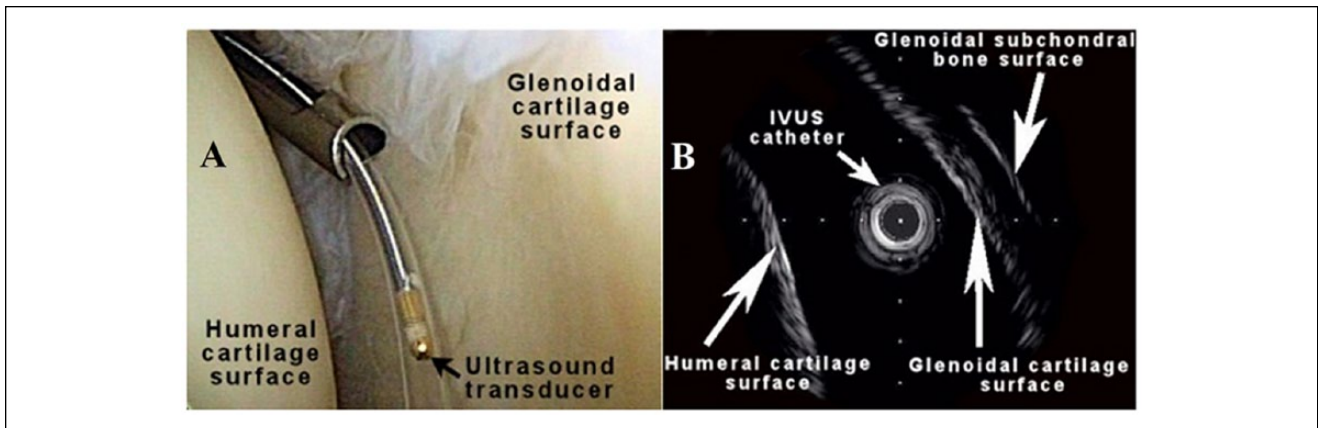 A
Glenoidal
cartilage
surface
Humeral
cartilage
surface
Ultrasound
transducer
B
Glenoidal subchondral
bone surface
IVUS
catheter
Humeral cartilage
surface
Glenoidal cartilage
surface